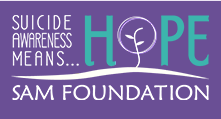 SUICIDE
AWARENESS
MEANS...
HOPE
SAM FOUNDATION